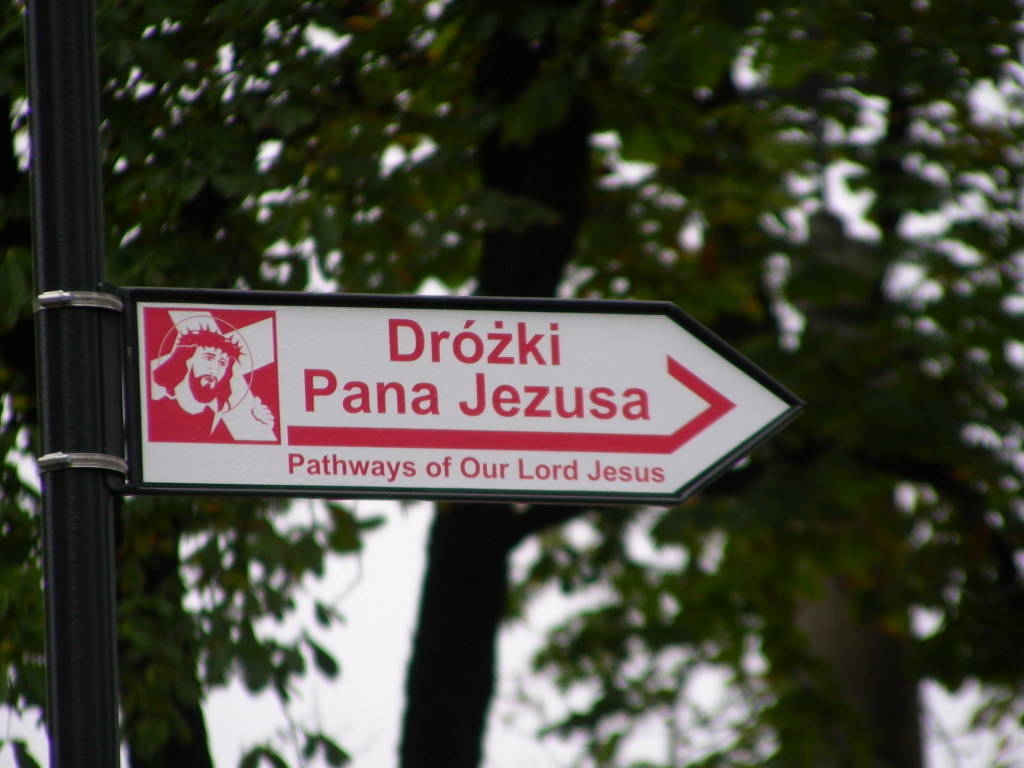 Dróżki
Pana Jezusa
Pathways of Our Lord Jesus